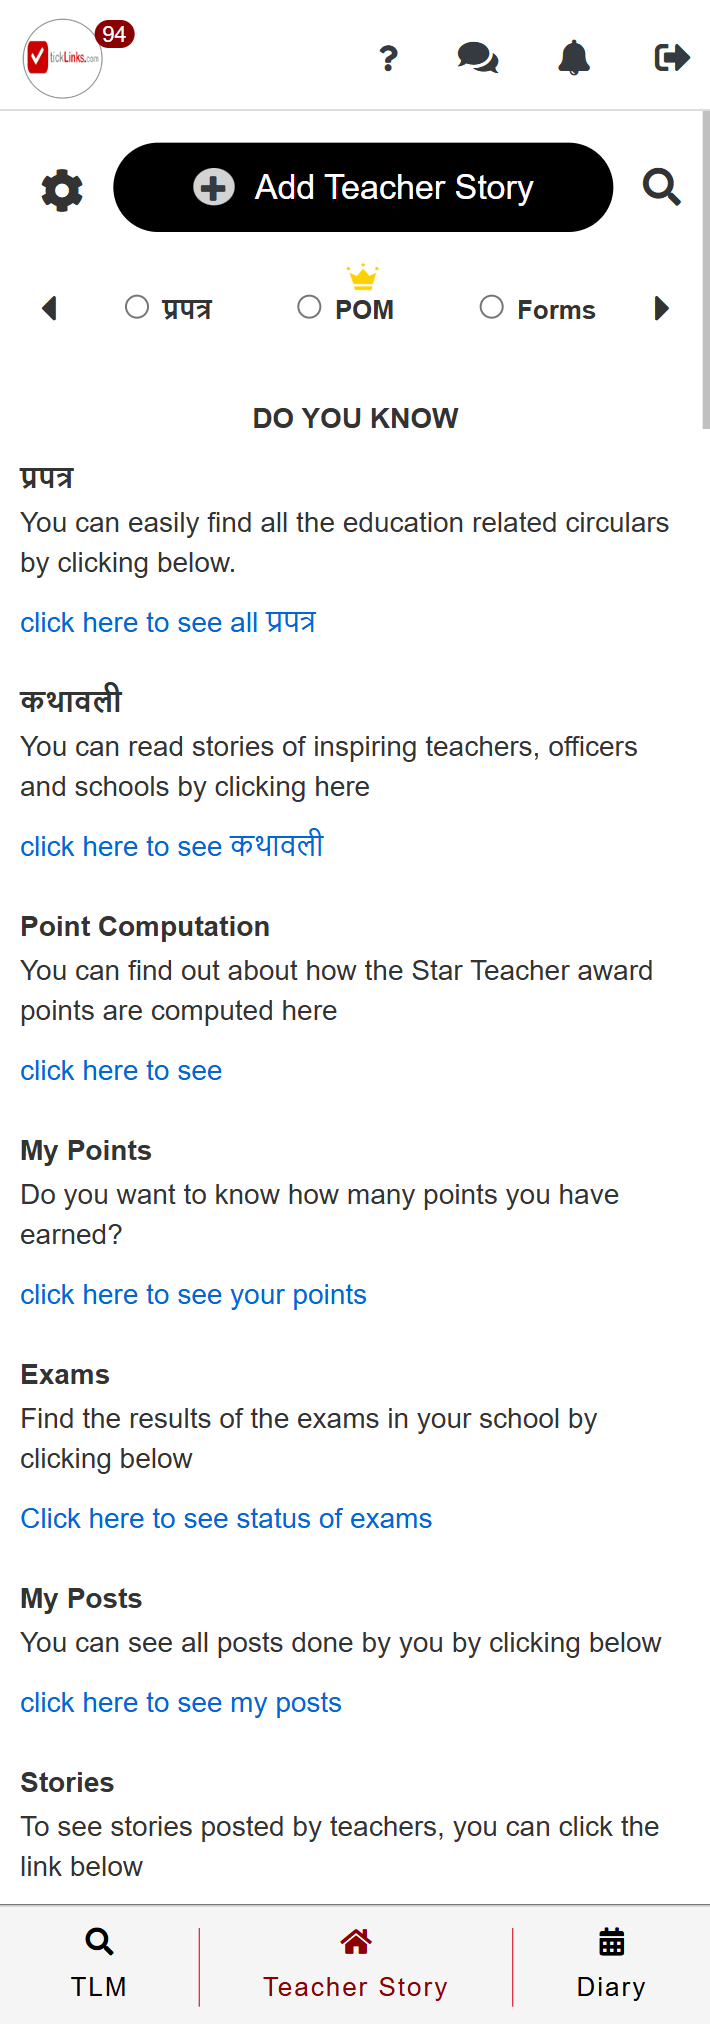 94
tickLinks.com
?
Add Teacher Story
प्रपत्र
POM
Forms
DO YOU KNOW
प्रपत्र
You can easily find all the education related circulars
by clicking below.
click here to see all प्रपत्र
कथावली
You can read stories of inspiring teachers, officers
and schools by clicking here
click here to see कथावली
Point Computation
You can find out about how the Star Teacher award
points are computed here
click here to see
My Points
Do you want to know how many points you have
earned?
click here to see your points
Exams
Find the results of the exams in your school by
clicking below
Click here to see status of exams
My Posts
You can see all posts done by you by clicking below
click here to see my posts
Stories
To see stories posted by teachers, you can click the
link below
TLM
Teacher Story
Diary